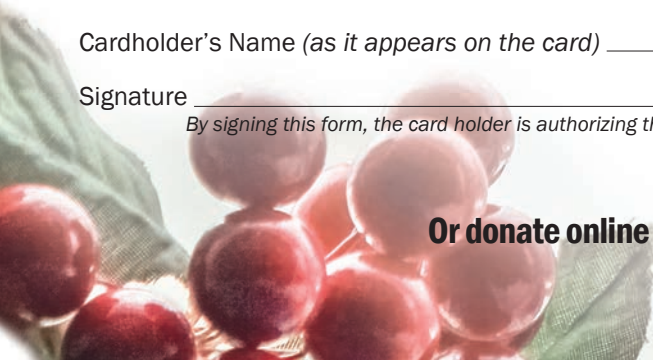 Cardholder's Name (as it appears on the card)
Signature
By signing this form, the card holder is authorizing
Or donate online